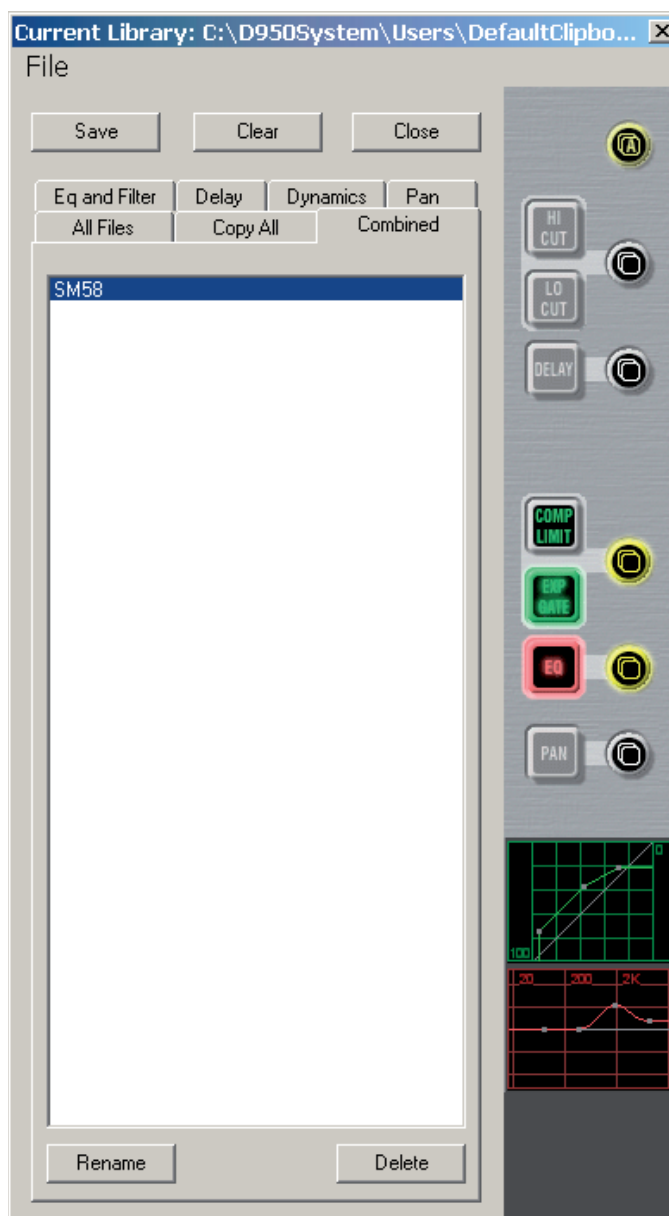 Current Library: C:\D950System\Users\DefaultClipbo...
File
Save Clear Close
Eq and Filter Delay Dynamics Pan
All Files Copy All Combined
SM58
A
HI CUT
LO CUT
DELAY
COMP LIMIT
EXP GATE
EQ
PAN
0
100
20 200 2K
Rename Delete